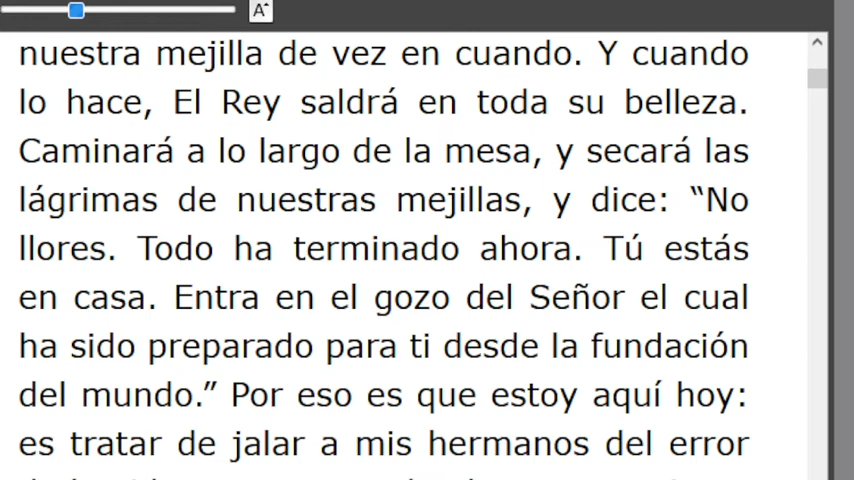 A
nuestra mejilla de vez en cuando. Y cuando
lo hace, El Rey saldrá en toda su belleza.
Caminará a lo largo de la mesa, y secará las
lágrimas de nuestras mejillas, y dice: “No
llores. Todo ha terminado ahora. Tú estás
en casa. Entra en el gozo del Señor el cual
ha sido preparado para ti desde la fundación
del mundo.” Por eso es que estoy aquí hoy:
es tratar de jalar a mis hermanos del error